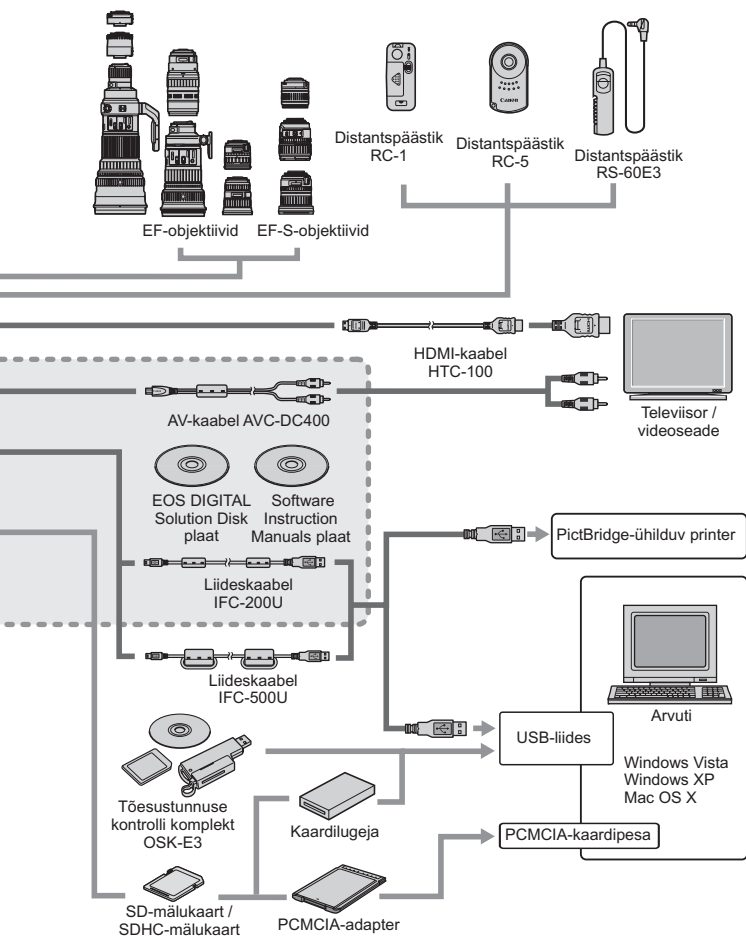 Distantspäästik
RC-1
Canon
Distantspäästik
RC-5
Distantspäästik
RS-60E3
EF-objektiivid
EF-S-objektiivid
HDMI-kaabel
HTC-100
Televiisor /
videoseade
AV-kaabel AVC-DC400
EOS DIGITAL
Solution Disk
plaat
Software
Instruction
Manuals plaat
PictBridge-ühilduv printer
Liideskaabel
IFC-200U
Liideskaabel
IFC-500U
Arvuti
USB-liides
Windows Vista
Windows XP
Mac OS X
Tõesustunnuse
kontrolli komplekt
OSK-E3
Kaardilugeja
PCMCIA-kaardipesa
SD-mälukaart /
SDHC-mälukaart
PCMCIA-adapter